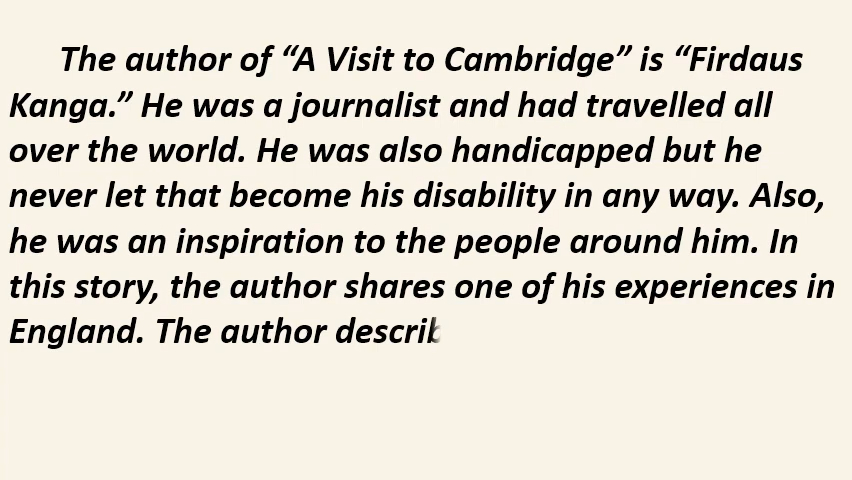 The author of “A Visit to Cambridge” is “Firdaus
Kanga.” He was a journalist and had travelled all
over the world. He was also handicapped but he
never let that become his disability in any way. Also,
he was an inspiration to the people around him. In
this story, the author shares one of his experiences in
England. The author describ